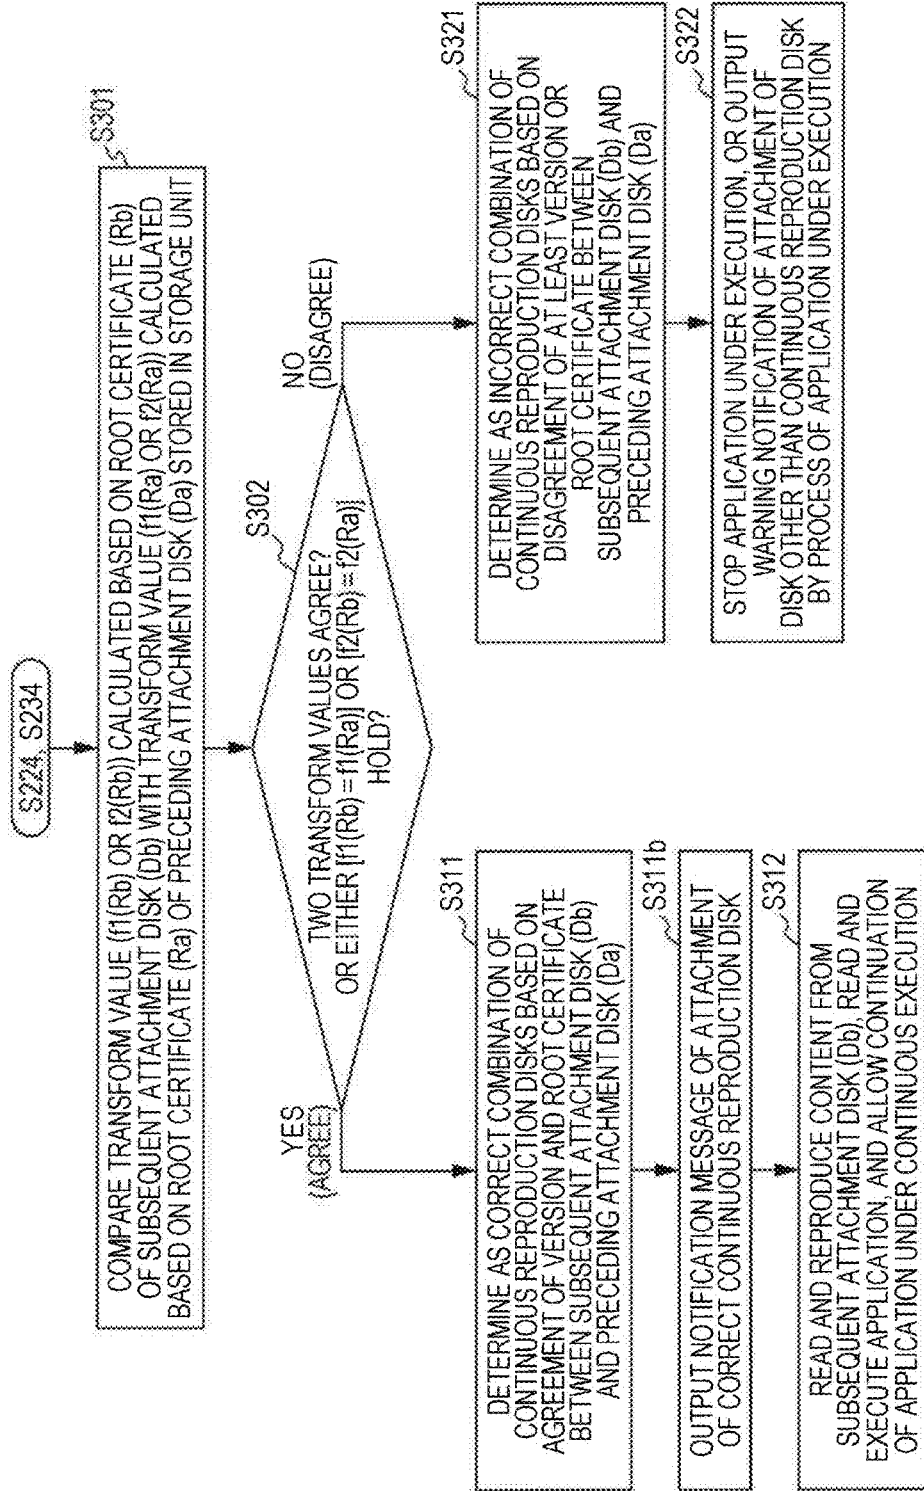 S224, S234
S301
COMPARE TRANSFORM VALUE (f1(Rb) OR f2(Rb)) CALCULATED BASED ON ROOT CERTIFICATE (Rb)
OF SUBSEQUENT ATTACHMENT DISK (Db) WITH TRANSFORM VALUE (f1(Ra) OR f2(Ra)) CALCULATED
BASED ON ROOT CERTIFICATE (Ra) OF PRECEDING ATTACHMENT DISK (Da) STORED IN STORAGE UNIT
S302
TWO TRANSFORM VALUES AGREE?
OR EITHER [f1(Rb) = f1(Ra)] OR [f2(Rb) = f2(Ra)]
HOLD?
YES
(AGREE)
NO
(DISAGREE)
S311
DETERMINE AS CORRECT COMBINATION OF
CONTINUOUS REPRODUCTION DISKS BASED ON
AGREEMENT OF VERSION AND ROOT CERTIFICATE
BETWEEN SUBSEQUENT ATTACHMENT DISK (Db)
AND PRECEDING ATTACHMENT DISK (Da)
S311b
OUTPUT NOTIFICATION MESSAGE OF ATTACHMENT
OF CORRECT CONTINUOUS REPRODUCTION DISK
S312
READ AND REPRODUCE CONTENT FROM
SUBSEQUENT ATTACHMENT DISK (Db), READ AND
EXECUTE APPLICATION, AND ALLOW CONTINUATION
OF APPLICATION UNDER CONTINUOUS EXECUTION
S321
DETERMINE AS INCORRECT COMBINATION OF
CONTINUOUS REPRODUCTION DISKS BASED ON
DISAGREEMENT OF AT LEAST VERSION OR
ROOT CERTIFICATE BETWEEN
SUBSEQUENT ATTACHMENT DISK (Db) AND
PRECEDING ATTACHMENT DISK (Da)
S322
STOP APPLICATION UNDER EXECUTION, OR OUTPUT
WARNING NOTIFICATION OF ATTACHMENT OF
DISK OTHER THAN CONTINUOUS REPRODUCTION DISK
BY PROCESS OF APPLICATION UNDER EXECUTION